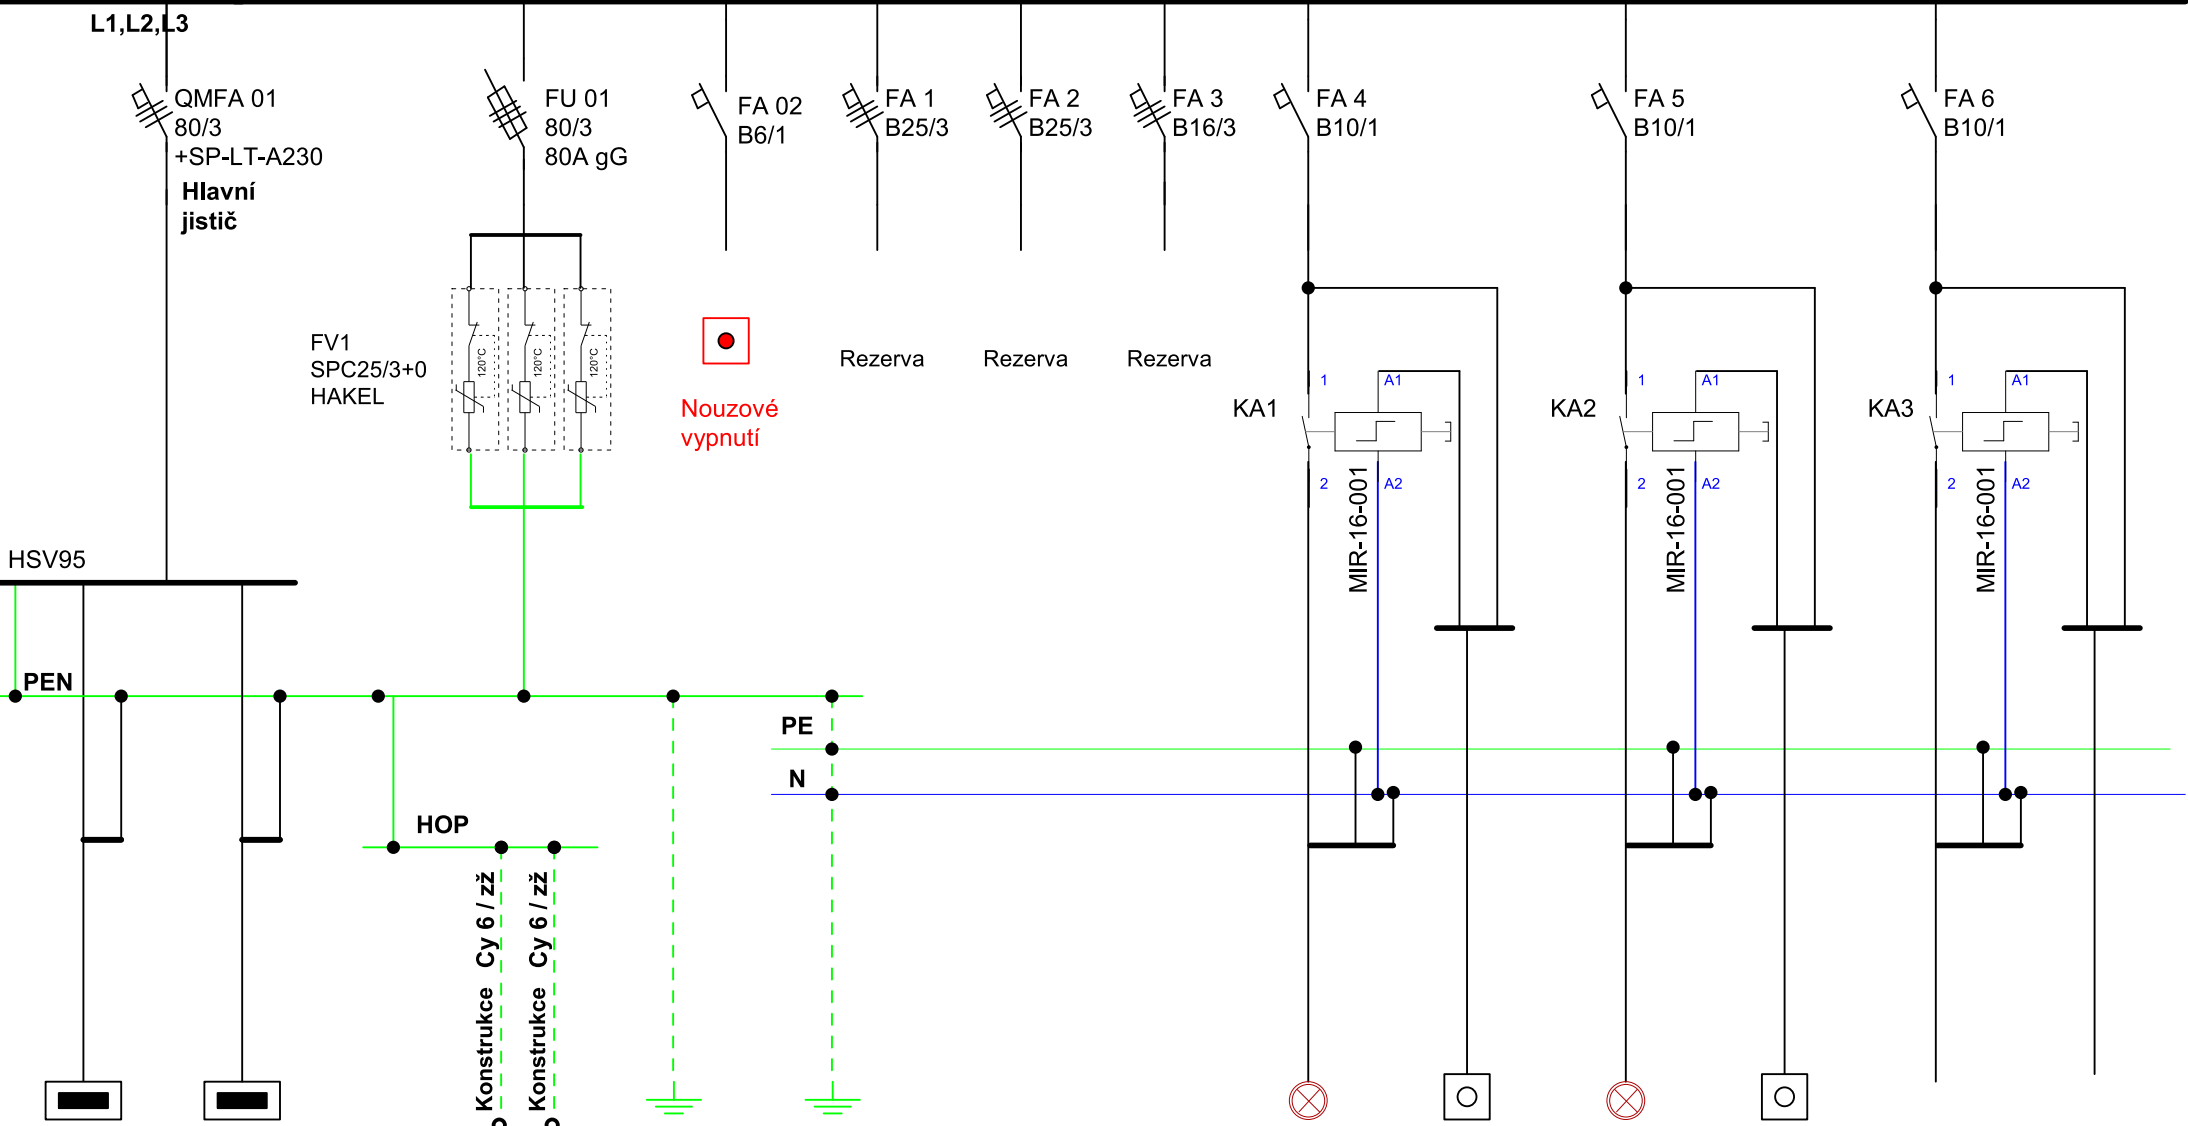 L1,L2,L3
QMFA 01
80/3
+SP-LT-A230
Hlavní
jistič
FU 01
80/3
80A gG
FA 02
B6/1
FA 1
B25/3
FA 2
B25/3
FA 3
B16/3
FA 4
B10/1
FA 5
B10/1
FA 6
B10/1
FV1
SPC25/3+0
HAKEL
120°C
120°C
120°C
Nouzové
vypnutí
Rezerva
Rezerva
Rezerva
KA1
1
2
A1
A2
MIR-16-001
KA2
1
2
A1
A2
MIR-16-001
KA3
1
2
A1
A2
MIR-16-001
HSV95
PEN
PE
N
HOP
Konstrukce Cy 6 / zž
Konstrukce Cy 6 / zž